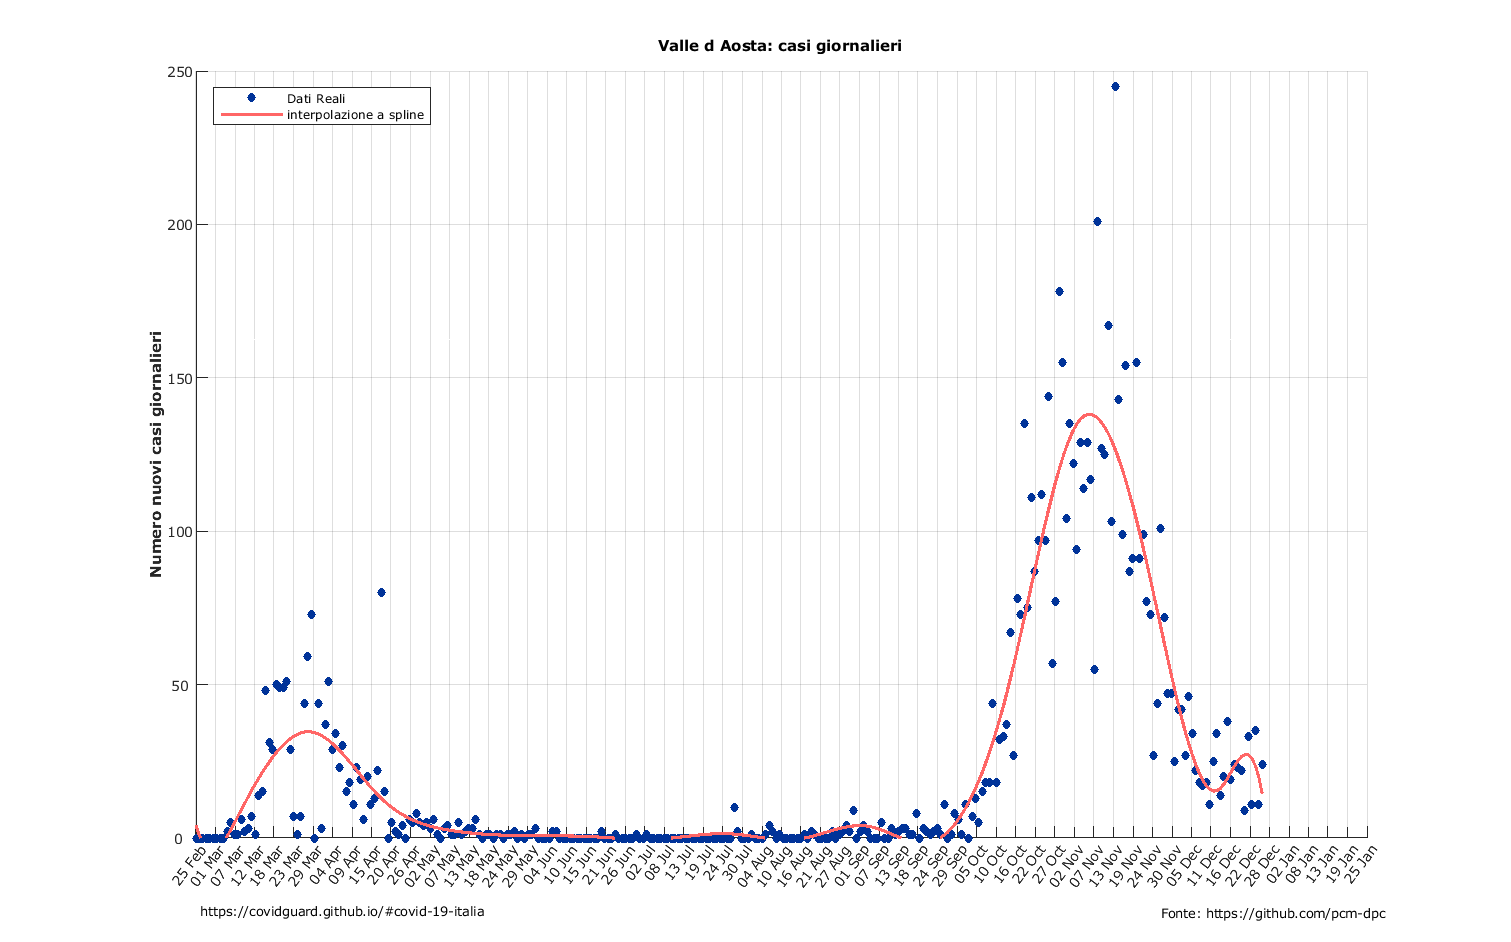 Valle d Aosta: casi giornalieri
Dati Reali
interpolazione a spline
Numero nuovi casi giornalieri
250
200
150
100
50
0
25 Feb
01 Mar
07 Mar
12 Mar
18 Mar
23 Mar
29 Mar
04 Apr
09 Apr
15 Apr
20 Apr
26 Apr
02 May
07 May
13 May
18 May
24 May
29 May
04 Jun
10 Jun
15 Jun
21 Jun
26 Jun
02 Jul
08 Jul
13 Jul
19 Jul
24 Jul
30 Jul
04 Aug
10 Aug
16 Aug
21 Aug
27 Aug
01 Sep
07 Sep
13 Sep
18 Sep
24 Sep
29 Sep
05 Oct
10 Oct
16 Oct
22 Oct
27 Oct
02 Nov
07 Nov
13 Nov
19 Nov
24 Nov
30 Nov
05 Dec
11 Dec
16 Dec
22 Dec
28 Dec
02 Jan
08 Jan
13 Jan
19 Jan
25 Jan
https://covidguard.github.io/#covid-19-italia
Fonte: https://github.com/pcm-dpc